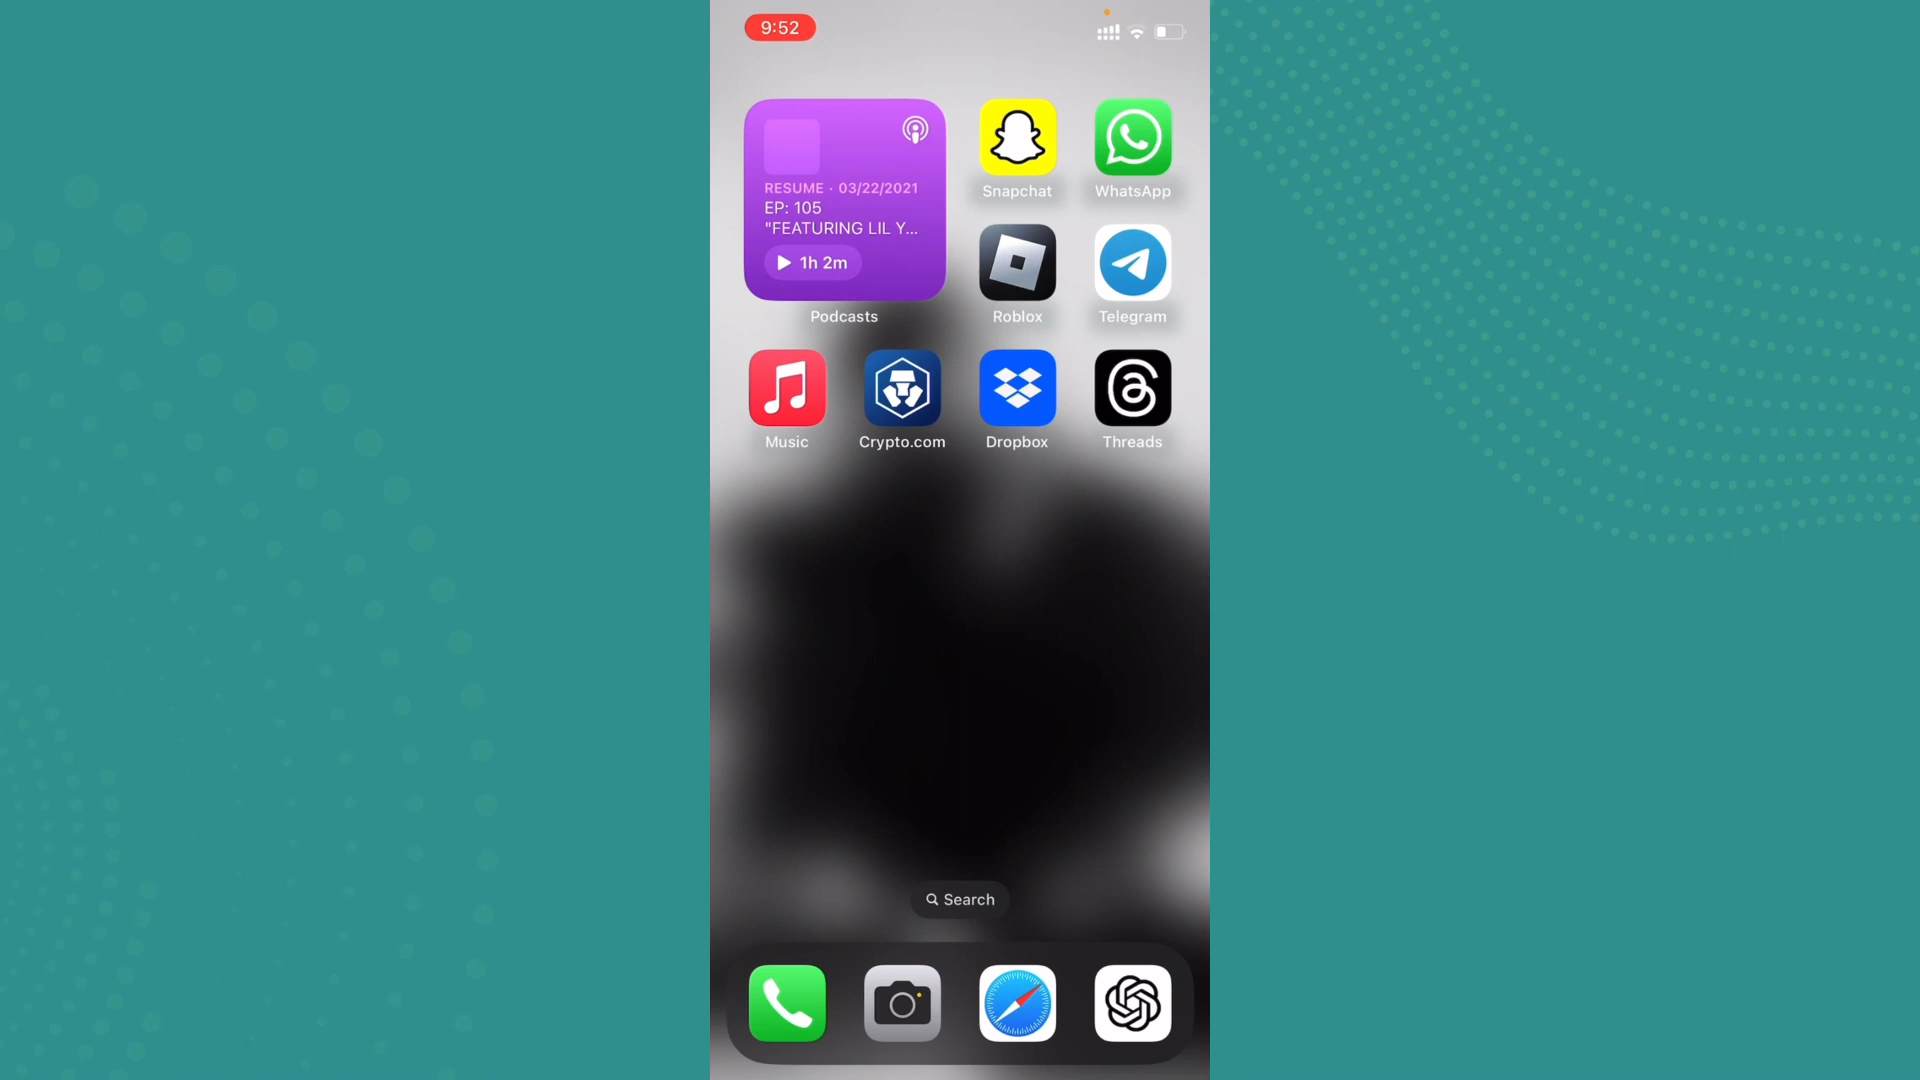 9:52
RESUME · 03/22/2021
EP: 105
"FEATURING LIL Y...
1h 2m
Podcasts
Snapchat
WhatsApp
Roblox
Telegram
Music
Crypto.com
Dropbox
Threads
Search